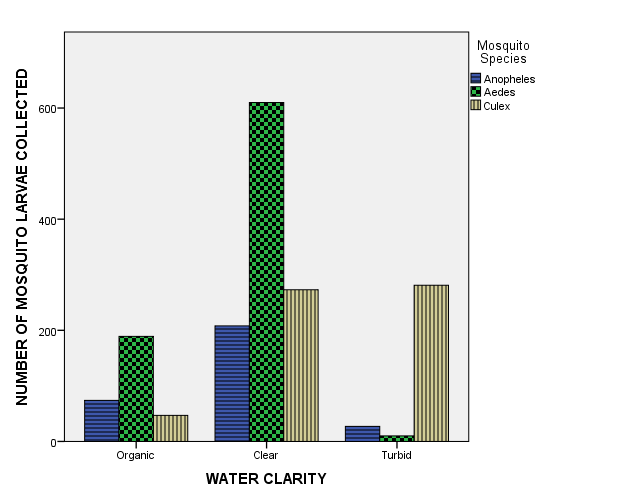 Mosquito
Species
Anopheles
Aedes
Culex
NUMBER OF MOSQUITO LARVAE COLLECTED
600
400
200
0
Organic
Clear
Turbid
WATER CLARITY